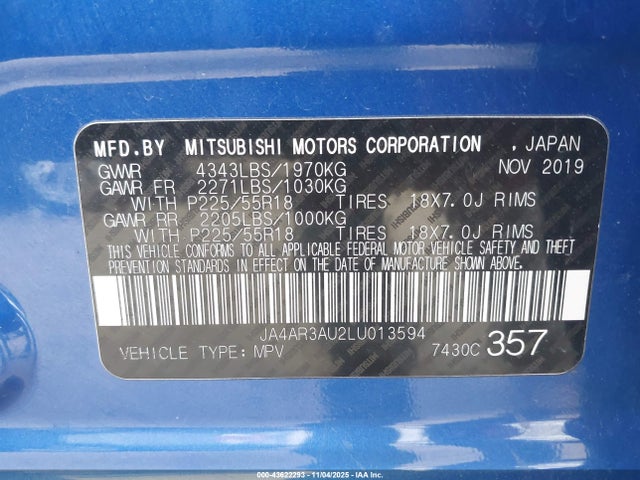 MFD.BY MITSUBISHI MOTORS CORPORATION , JAPAN
GVWR 4343LBS/1970KG NOV 2019
GAWR FR 2271LBS/1030KG
WITH P225/55R18 TIRES 18X7.0J RIMS
GAWR RR 2205LBS/1000KG
WITH P225/55R18 TIRES 18X7.0J RIMS
THIS VEHICLE CONFORMS TO ALL APPLICABLE FEDERAL MOTOR VEHICLE SAFETY AND THEFT
PREVENTION STANDARDS IN EFFECT ON THE DATE OF MANUFACTURE SHOWN ABOVE.
JA4AR3AU2LU013594
VEHICLE TYPE: MPV 7430C 357
000-43622293 - 11/04/2025 - IAA Inc.